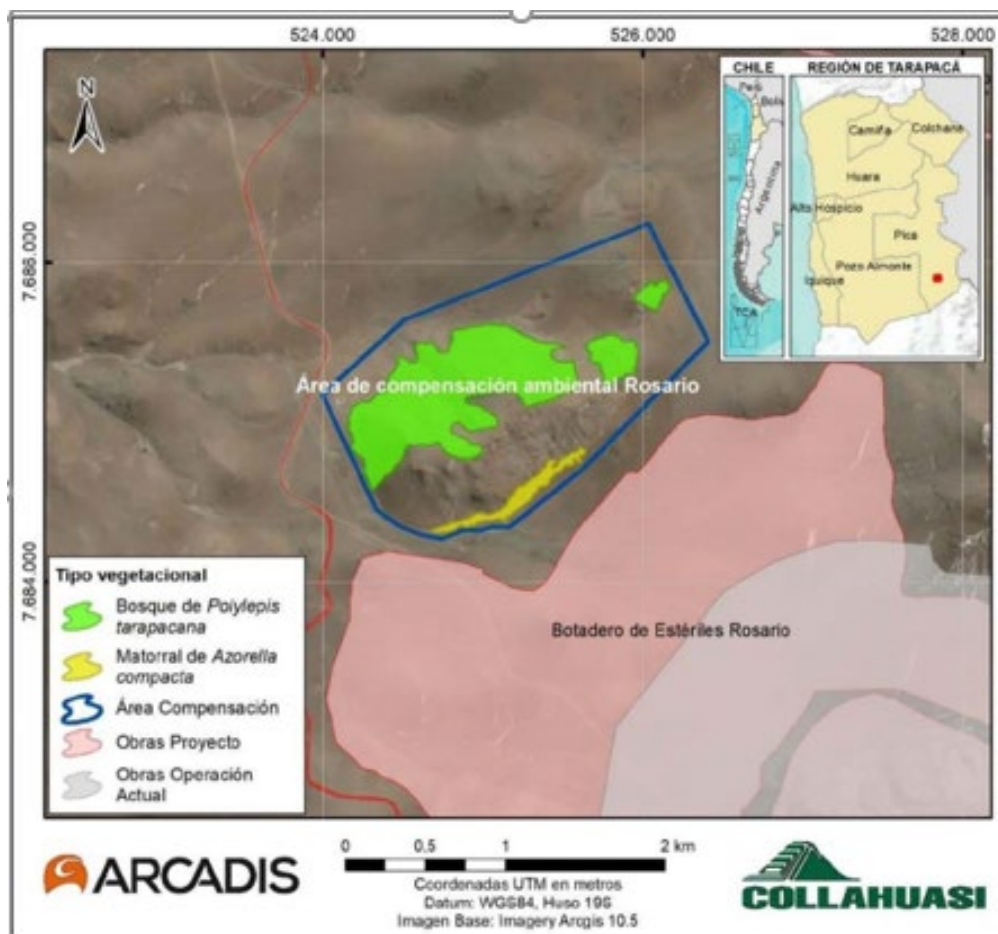 524.000
526.000
528.000
N
CHILE
REGIÓN DE TARAPACÁ
Perú
Argentina
TCA
Camiña
Colchane
Huara
Alto Hospicio
Pica
Pozo Almonte
Iquique
7.686.000
7.684.000
Área de compensación ambiental Rosario
Botadero de Estériles Rosario
Tipo vegetacional
Bosque de Polylepis
tarapacana
Matorral de Azorella
compacta
Área Compensación
Obras Proyecto
Obras Operación
Actual
ARCADIS
0 0.5 1 2 km
Coordenadas UTM en metros
Datum: WGS84, Huso 19S
Imagen Base: Imagery Arcgis 10.5
COLLAHUASI